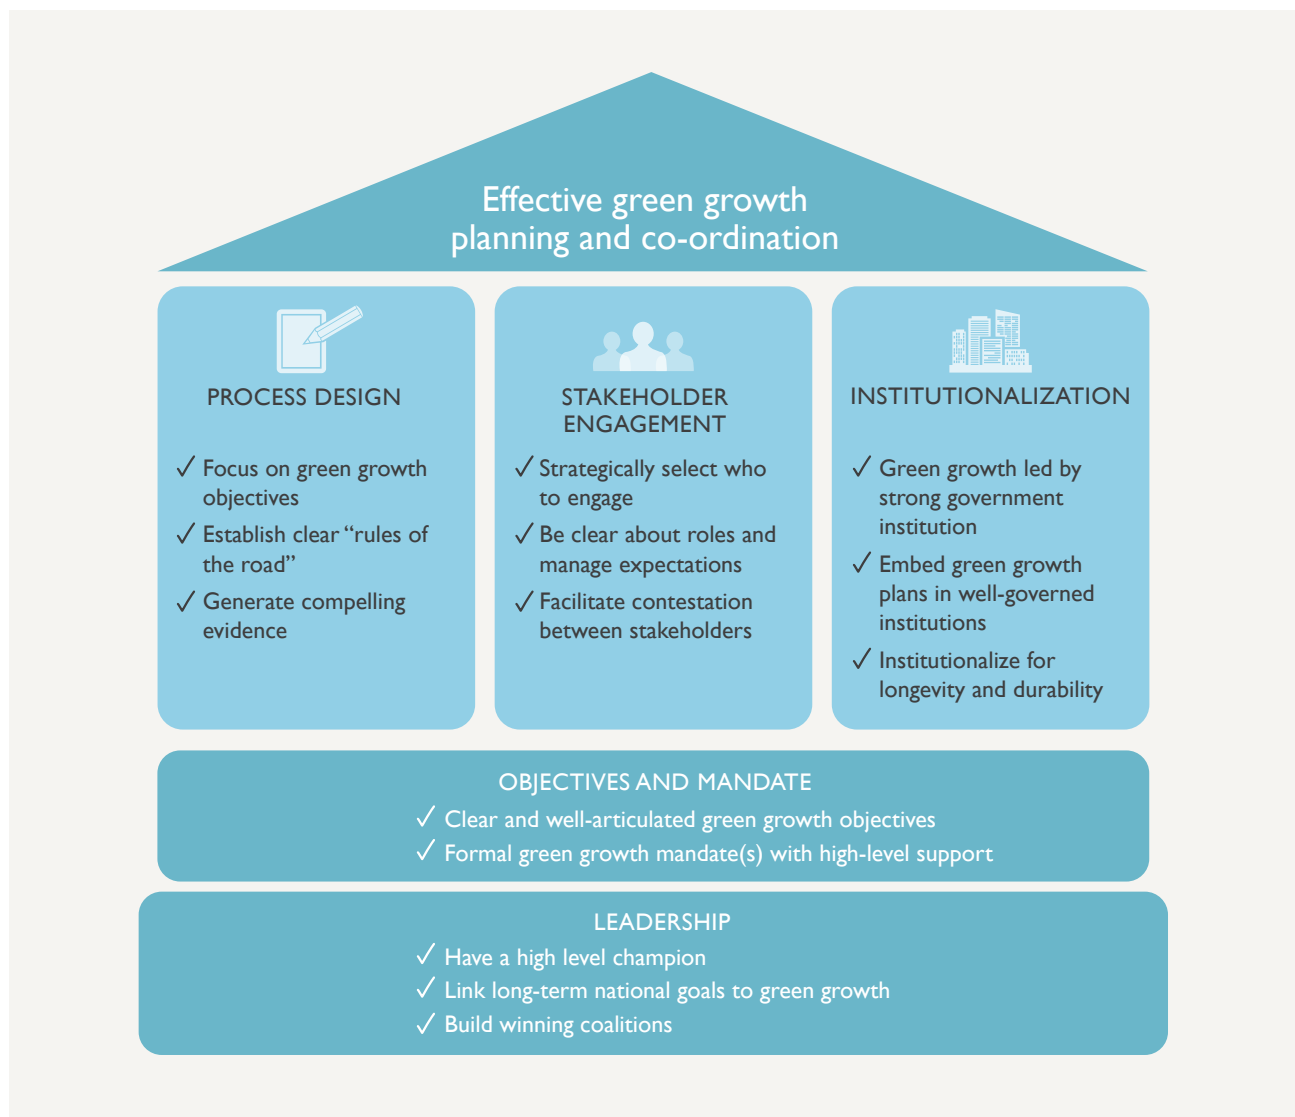 Effective green growth
planning and co-ordination
PROCESS DESIGN
✓ Focus on green growth
objectives
✓ Establish clear “rules of
the road”
✓ Generate compelling
evidence
STAKEHOLDER
ENGAGEMENT
✓ Strategically select who
to engage
✓ Be clear about roles and
manage expectations
✓ Facilitate contestation
between stakeholders
INSTITUTIONALIZATION
✓ Green growth led by
strong government
institution
✓ Embed green growth
plans in well-governed
institutions
✓ Institutionalize for
longevity and durability
OBJECTIVES AND MANDATE
✓ Clear and well-articulated green growth objectives
✓ Formal green growth mandate(s) with high-level support
LEADERSHIP
✓ Have a high level champion
✓ Link long-term national goals to green growth
✓ Build winning coalitions